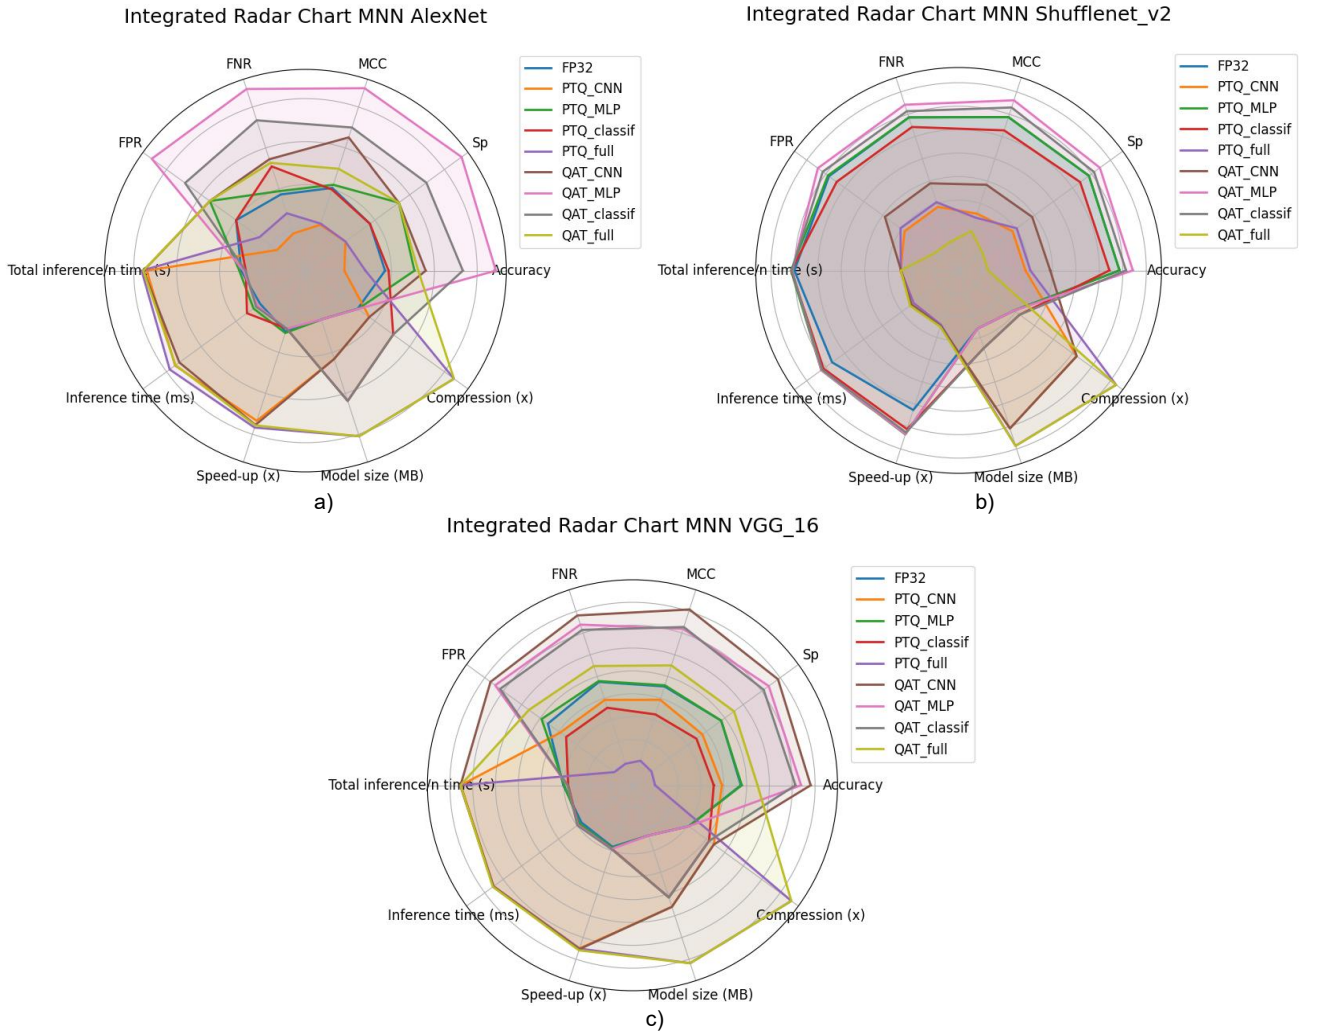 Integrated Radar Chart MNN AlexNet
FNR
MCC
FPR
Sp
Total inference/n time (s)
Accuracy
Inference time (ms)
Compression (x)
Speed-up (x)
Model size (MB)
FP32
PTQ_CNN
PTQ_MLP
PTQ_classif
PTQ_full
QAT_CNN
QAT_MLP
QAT_classif
QAT_full
a)
Integrated Radar Chart MNN Shufflenet_v2
FNR
MCC
FPR
Sp
Total inference/n time (s)
Accuracy
Inference time (ms)
Compression (x)
Speed-up (x)
Model size (MB)
FP32
PTQ_CNN
PTQ_MLP
PTQ_classif
PTQ_full
QAT_CNN
QAT_MLP
QAT_classif
QAT_full
b)
Integrated Radar Chart MNN VGG_16
FNR
MCC
FPR
Sp
Total inference/n time (s)
Accuracy
Inference time (ms)
Compression (x)
Speed-up (x)
Model size (MB)
FP32
PTQ_CNN
PTQ_MLP
PTQ_classif
PTQ_full
QAT_CNN
QAT_MLP
QAT_classif
QAT_full
c)